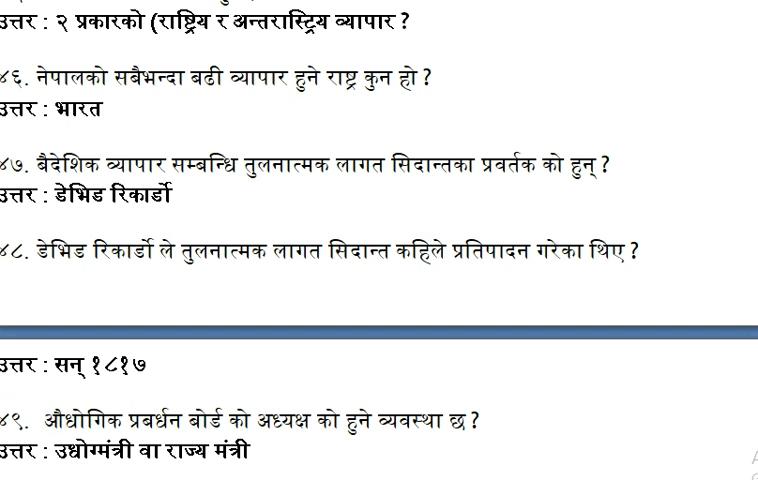 उत्तर : २ प्रकारको (राष्ट्रिय र अन्तरास्ट्रिय व्यापार ?
४६. नेपालको सबैभन्दा बढी व्यापार हुने राष्ट्र कुन हो ?
उत्तर : भारत
४७. बैदेशिक व्यापार सम्बन्धि तुलनात्मक लागत सिदान्तका प्रवर्तक को हुन् ?
उत्तर : डेभिड रिकार्डो
४८. डेभिड रिकार्डो ले तुलनात्मक लागत सिदान्त कहिले प्रतिपादन गरेका थिए ?
उत्तर : सन् १८१७
४९. औधोगिक प्रबर्धन बोर्ड को अध्यक्ष को हुने व्यवस्था छ ?
उत्तर : उधोग्मंत्री वा राज्य मंत्री